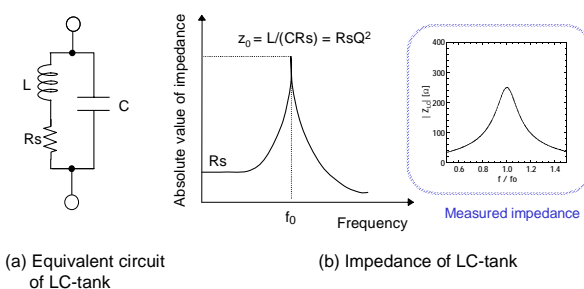 L
C
Rs
(a) Equivalent circuit
of LC-tank
Absolute value of impedance
z₀ = L/(CRs) = RsQ²
Rs
f₀
Frequency
| Z_d | [Ω]
400
300
200
100
0
0.6 0.8 1.0 1.2 1.4
f / fo
Measured impedance
(b) Impedance of LC-tank